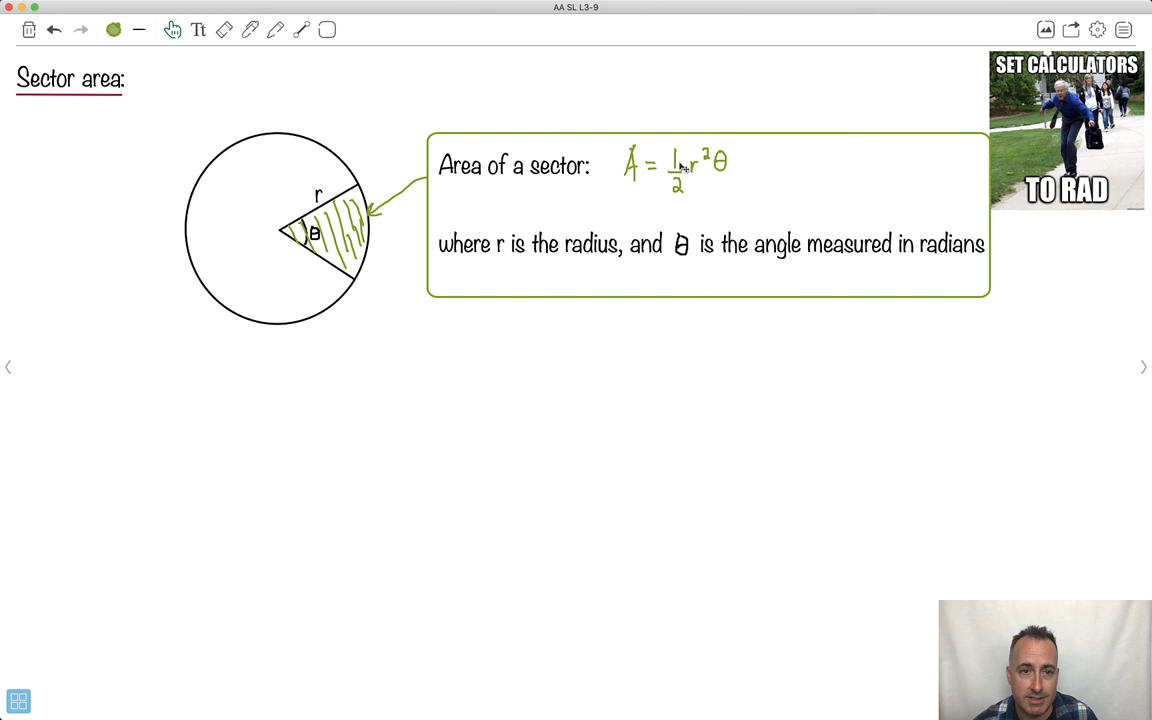 AA SL L3-9
Tt
Sector area:
SET CALCULATORS
TO RAD
r
θ
Area of a sector: A = 1/2 r²θ
where r is the radius, and θ is the angle measured in radians